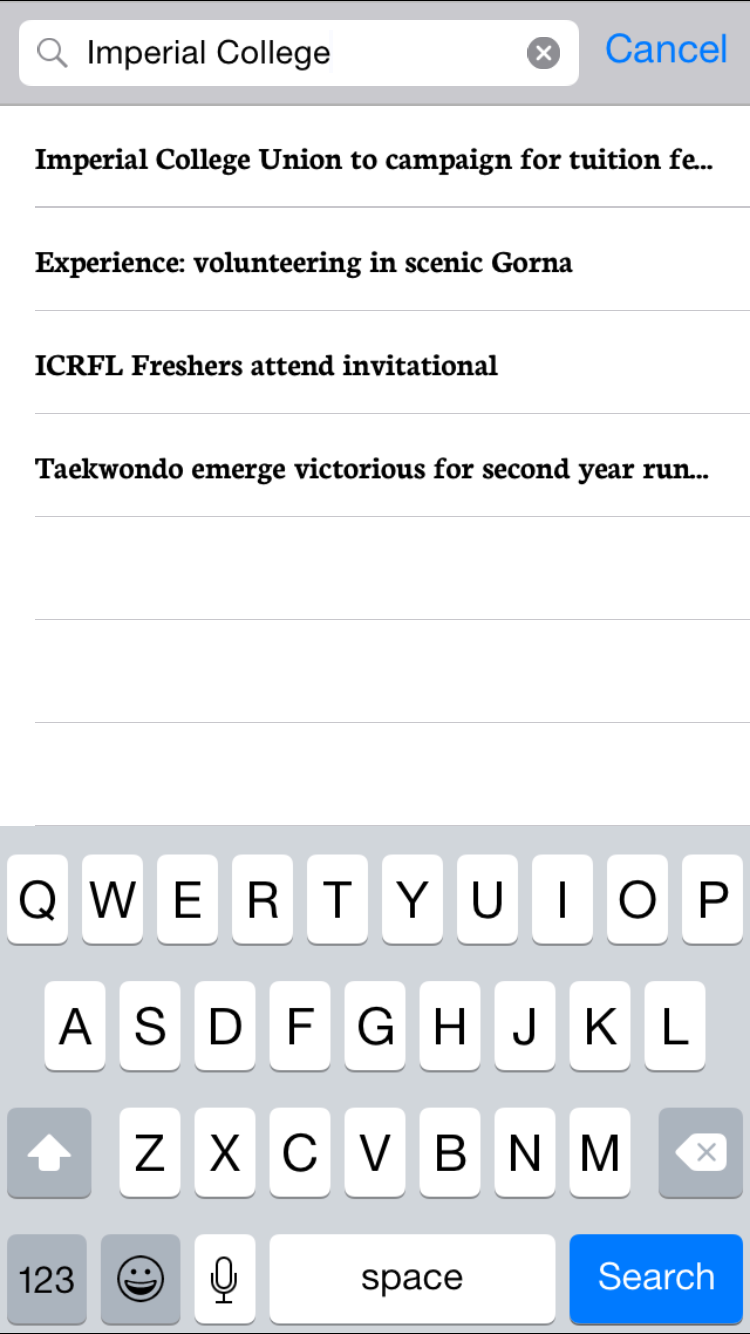 Imperial College
Cancel
Imperial College Union to campaign for tuition fe...
Experience: volunteering in scenic Gorna
ICRFL Freshers attend invitational
Taekwondo emerge victorious for second year run...
Q W E R T Y U I O P
A S D F G H J K L
Z X C V B N M
123 space Search